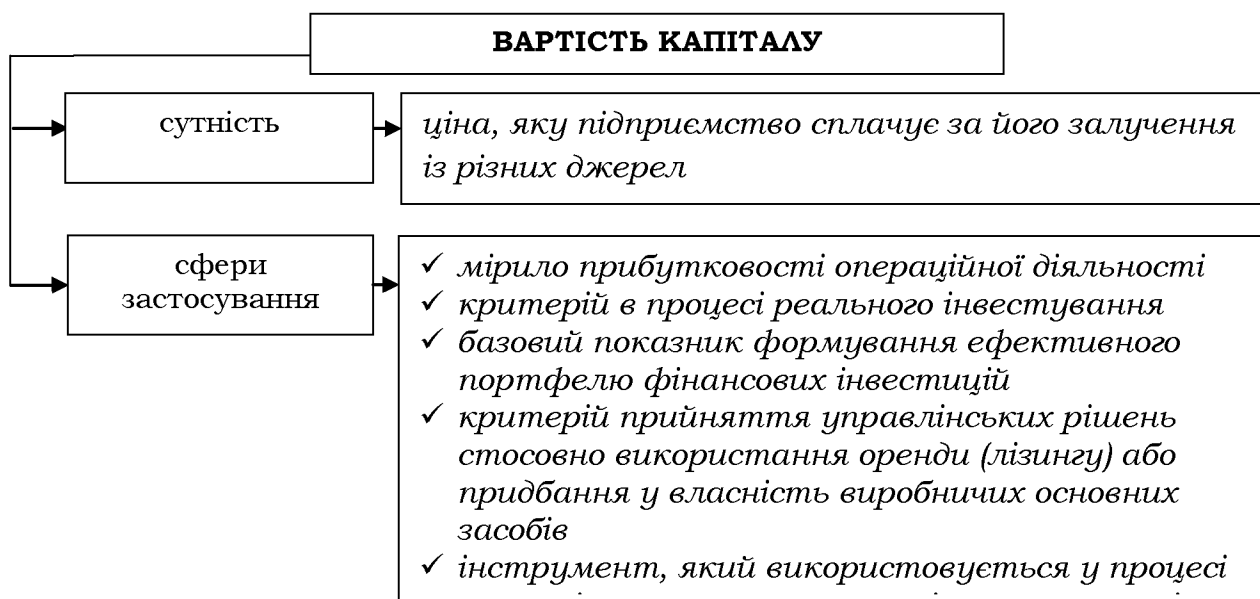 ВАРТІСТЬ КАПІТАЛУ
сутність
ціна, яку підприємство сплачує за його залучення
із різних джерел
сфери
застосування
✓ мірило прибутковості операційної діяльності
✓ критерій в процесі реального інвестування
✓ базовий показник формування ефективного
портфелю фінансових інвестицій
✓ критерій прийняття управлінських рішень
стосовно використання оренди (лізингу) або
придбання у власність виробничих основних
засобів
✓ інструмент, який використовується у процесі